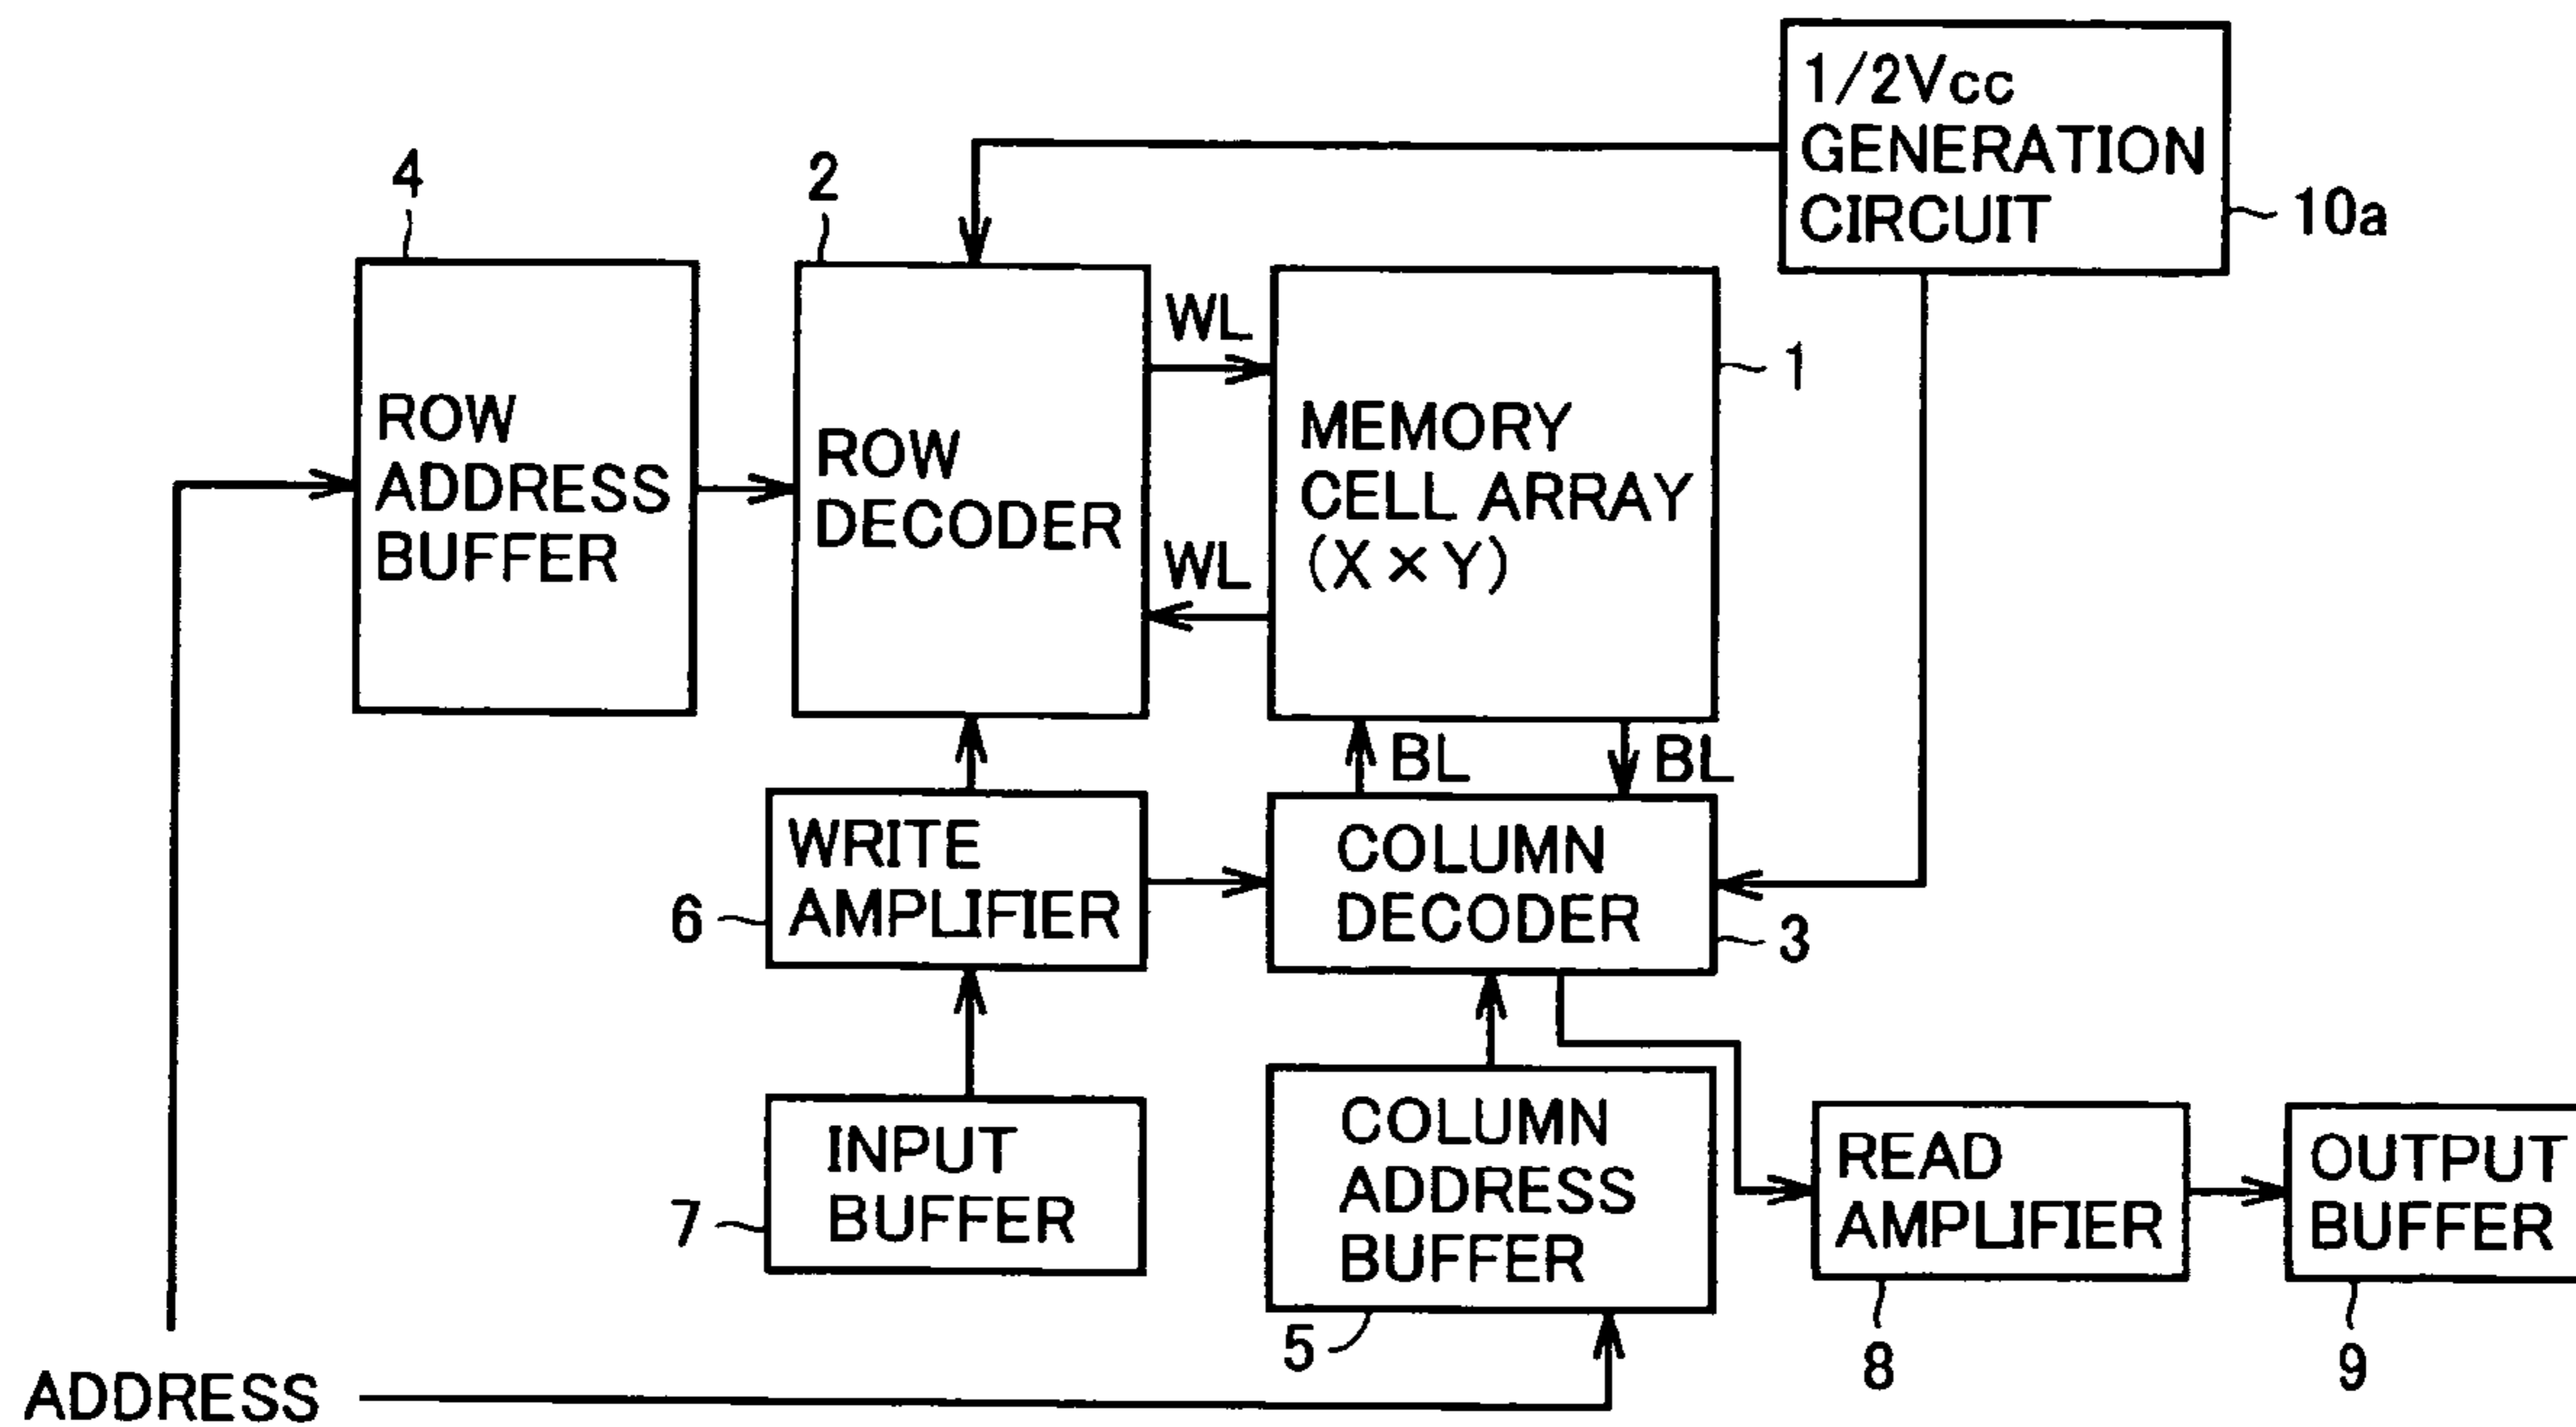 1/2Vcc
GENERATION
CIRCUIT
10a
4
2
ROW
ADDRESS
BUFFER
ROW
DECODER
WL
WL
MEMORY
CELL ARRAY
(X × Y)
1
BL
BL
WRITE
AMPLIFIER
6
COLUMN
DECODER
3
INPUT
BUFFER
7
COLUMN
ADDRESS
BUFFER
5
READ
AMPLIFIER
8
OUTPUT
BUFFER
9
ADDRESS